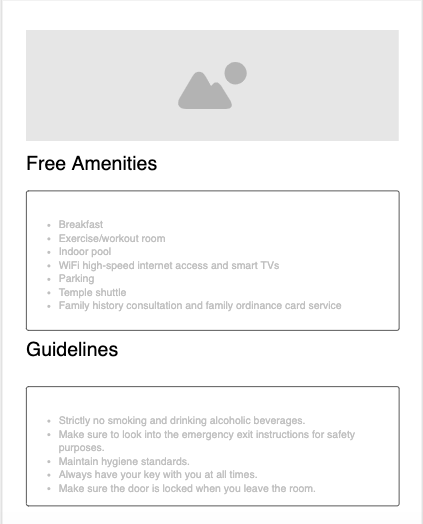 Free Amenities
• Breakfast
• Exercise/workout room
• Indoor pool
• WiFi high-speed internet access and smart TVs
• Parking
• Temple shuttle
• Family history consultation and family ordinance card service
Guidelines
• Strictly no smoking and drinking alcoholic beverages.
• Make sure to look into the emergency exit instructions for safety
purposes.
• Maintain hygiene standards.
• Always have your key with you at all times.
• Make sure the door is locked when you leave the room.